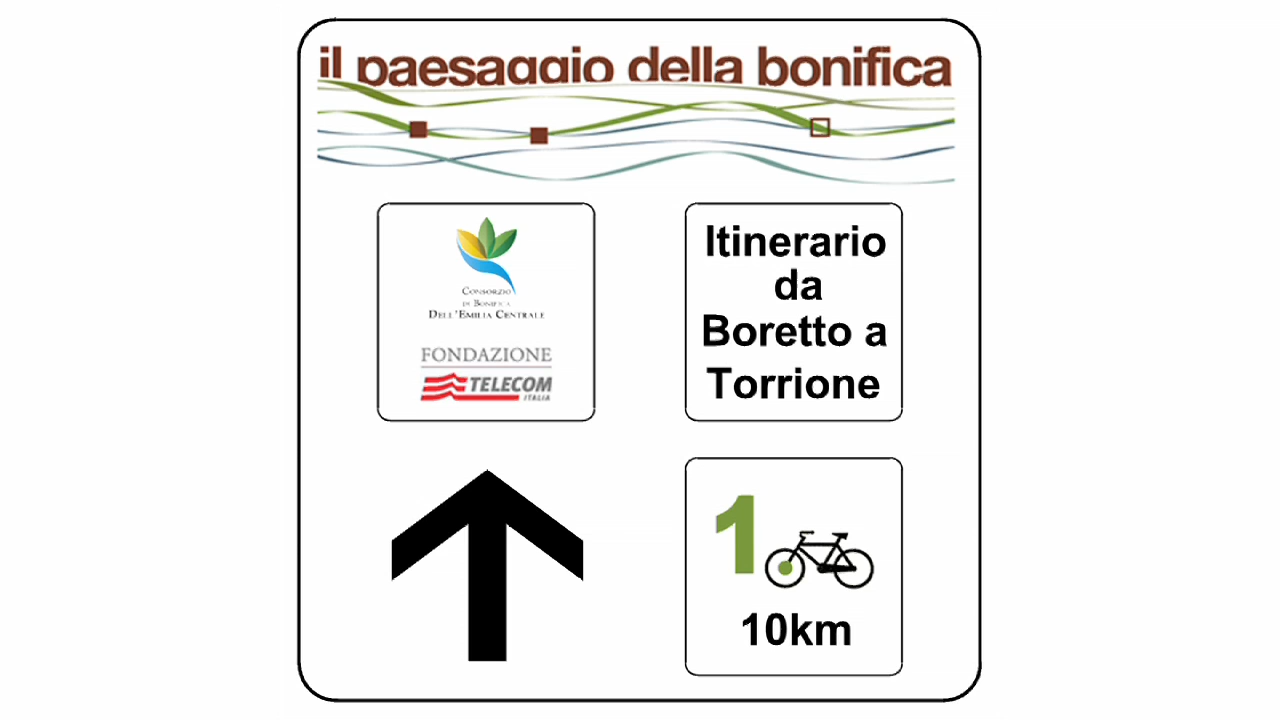 il paesaggio della bonifica
CONSORZIO
DI BONIFICA
DELL'EMILIA CENTRALE
FONDAZIONE
TELECOM
ITALIA
Itinerario
da
Boretto a
Torrione
1
10km